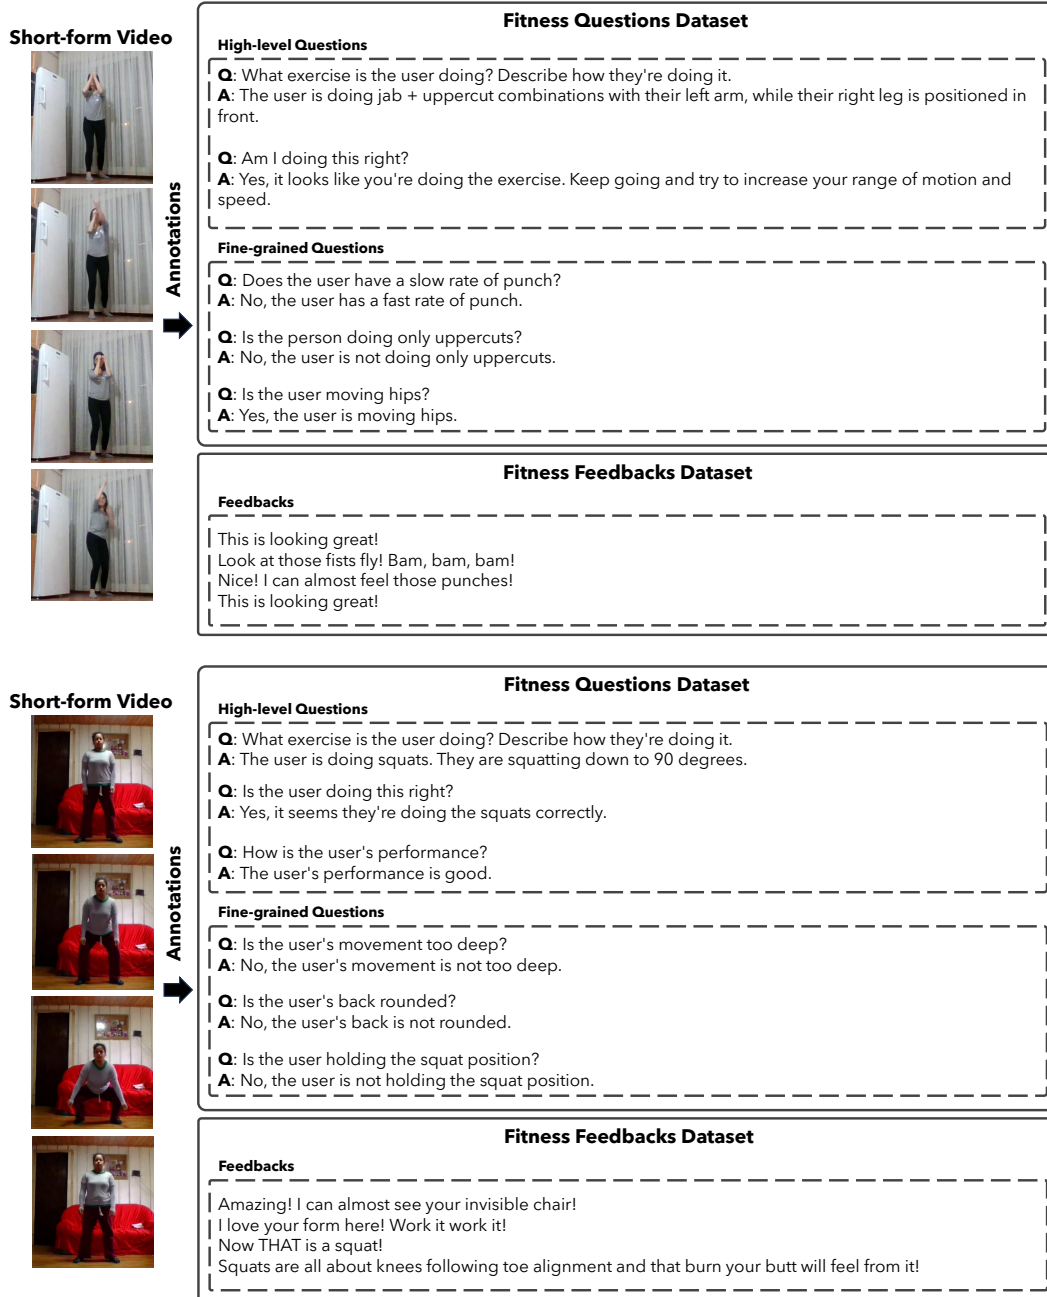 Short-form Video
Annotations
Fitness Questions Dataset
High-level Questions
Q: What exercise is the user doing? Describe how they're doing it.
A: The user is doing jab + uppercut combinations with their left arm, while their right leg is positioned in
front.
Q: Am I doing this right?
A: Yes, it looks like you're doing the exercise. Keep going and try to increase your range of motion and
speed.
Fine-grained Questions
Q: Does the user have a slow rate of punch?
A: No, the user has a fast rate of punch.
Q: Is the person doing only uppercuts?
A: No, the user is not doing only uppercuts.
Q: Is the user moving hips?
A: Yes, the user is moving hips.
Fitness Feedbacks Dataset
Feedbacks
This is looking great!
Look at those fists fly! Bam, bam, bam!
Nice! I can almost feel those punches!
This is looking great!
Short-form Video
Annotations
Fitness Questions Dataset
High-level Questions
Q: What exercise is the user doing? Describe how they're doing it.
A: The user is doing squats. They are squatting down to 90 degrees.
Q: Is the user doing this right?
A: Yes, it seems they're doing the squats correctly.
Q: How is the user's performance?
A: The user's performance is good.
Fine-grained Questions
Q: Is the user's movement too deep?
A: No, the user's movement is not too deep.
Q: Is the user's back rounded?
A: No, the user's back is not rounded.
Q: Is the user holding the squat position?
A: No, the user is not holding the squat position.
Fitness Feedbacks Dataset
Feedbacks
Amazing! I can almost see your invisible chair!
I love your form here! Work it work it!
Now THAT is a squat!
Squats are all about knees following toe alignment and that burn your butt will feel from it!